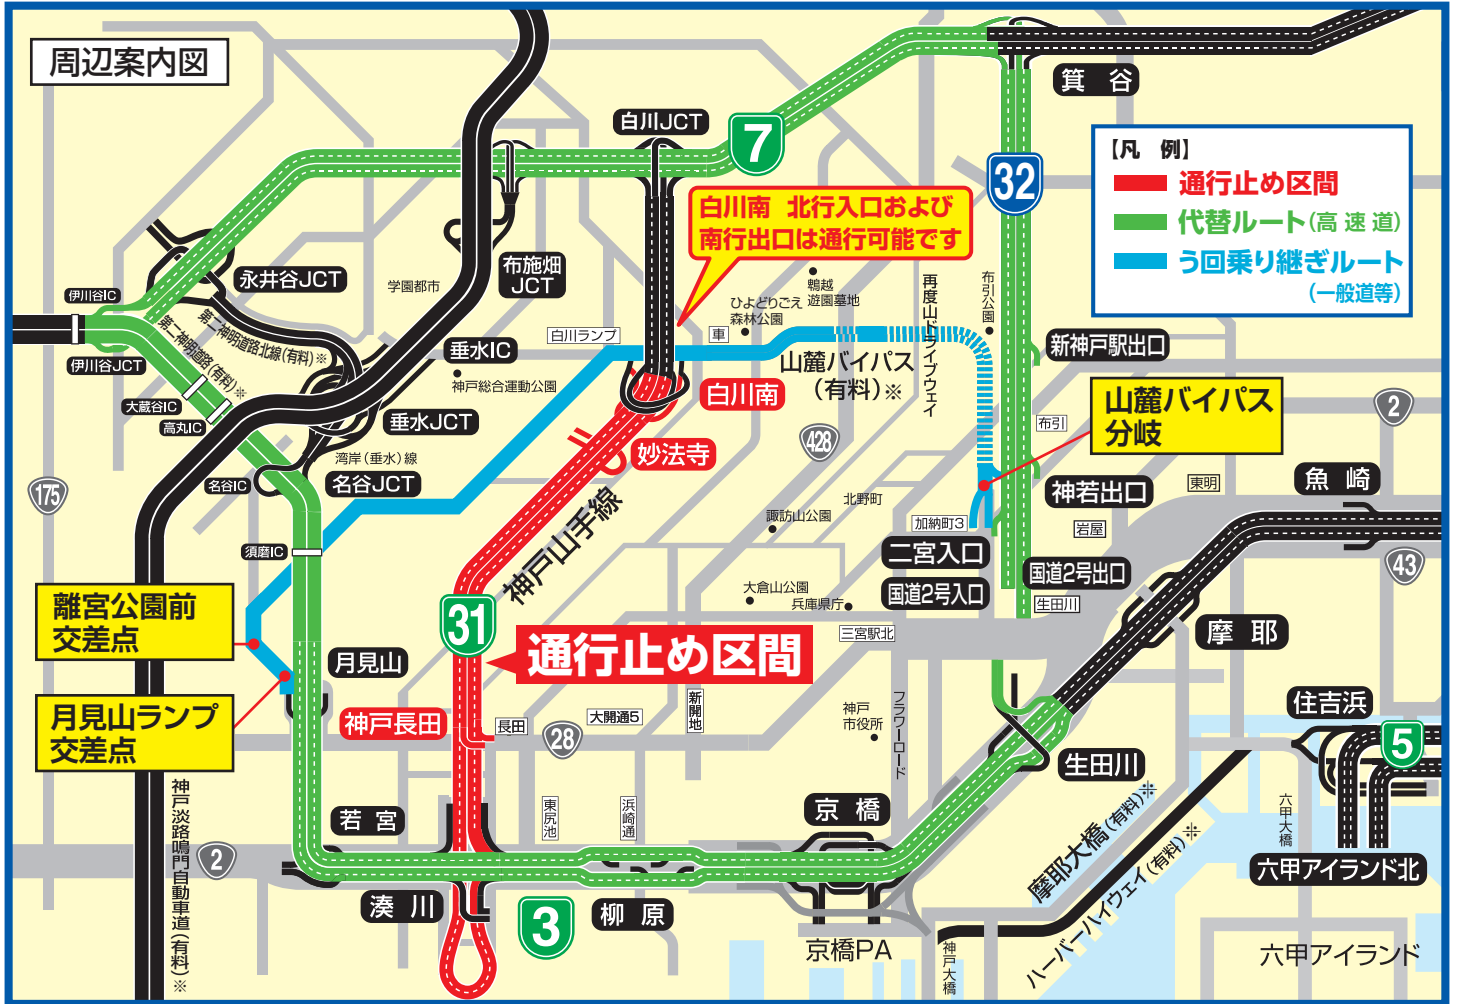 周辺案内図
箕谷
白川JCT
7
32
【凡 例】
通行止め区間
代替ルート(高速道)
う回乗り継ぎルート
(一般道等)
白川南 北行入口および
南行出口は通行可能です
永井谷JCT
布施畑
JCT
学園都市
伊川谷IC
第二神明道路北線(有料)※
第二神明道路(有料)※
伊川谷JCT
白川ランプ
車
鵯越
遊園墓地
ひよどりごえ
森林公園
再度山ドライブウェイ
布引公園
新神戸駅出口
垂水IC
神戸総合運動公園
山麓バイパス
(有料)※
白川南
大蔵谷IC
高丸IC
垂水JCT
妙法寺
428
布引
山麓バイパス
分岐
2
湾岸(垂水)線
名谷IC
名谷JCT
175
神戸山手線
北野町
諏訪山公園
加納町3
神若出口
東明
魚崎
岩屋
須磨IC
二宮入口
国道2号入口
国道2号出口
43
離宮公園前
交差点
大倉山公園
兵庫県庁
生田川
31
通行止め区間
三宮駅北
摩耶
月見山
月見山ランプ
交差点
神戸長田
長田
28
大開通5
新開地
神戸
市役所
フラワーロード
住吉浜
5
生田川
神戸淡路鳴門自動車道(有料)※
若宮
東尻池
浜崎通
京橋
摩耶大橋(有料)※
ハーバーハイウェイ(有料)※
六甲大橋
2
六甲アイランド北
湊川
3
柳原
京橋PA
神戸大橋
六甲アイランド